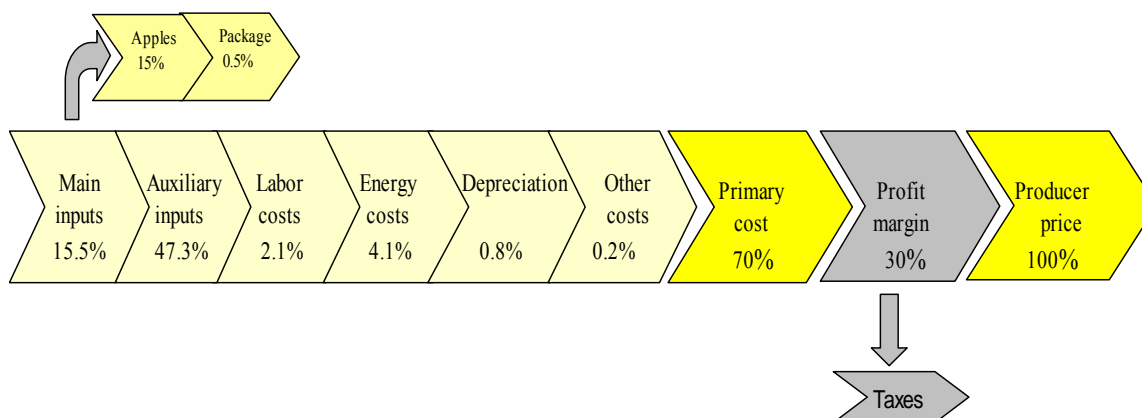 Apples
15%
Package
0.5%
Main
inputs
15.5%
Auxiliary
inputs
47.3%
Labor
costs
2.1%
Energy
costs
4.1%
Depreciation
0.8%
Other
costs
0.2%
Primary
cost
70%
Profit
margin
30%
Producer
price
100%
Taxes